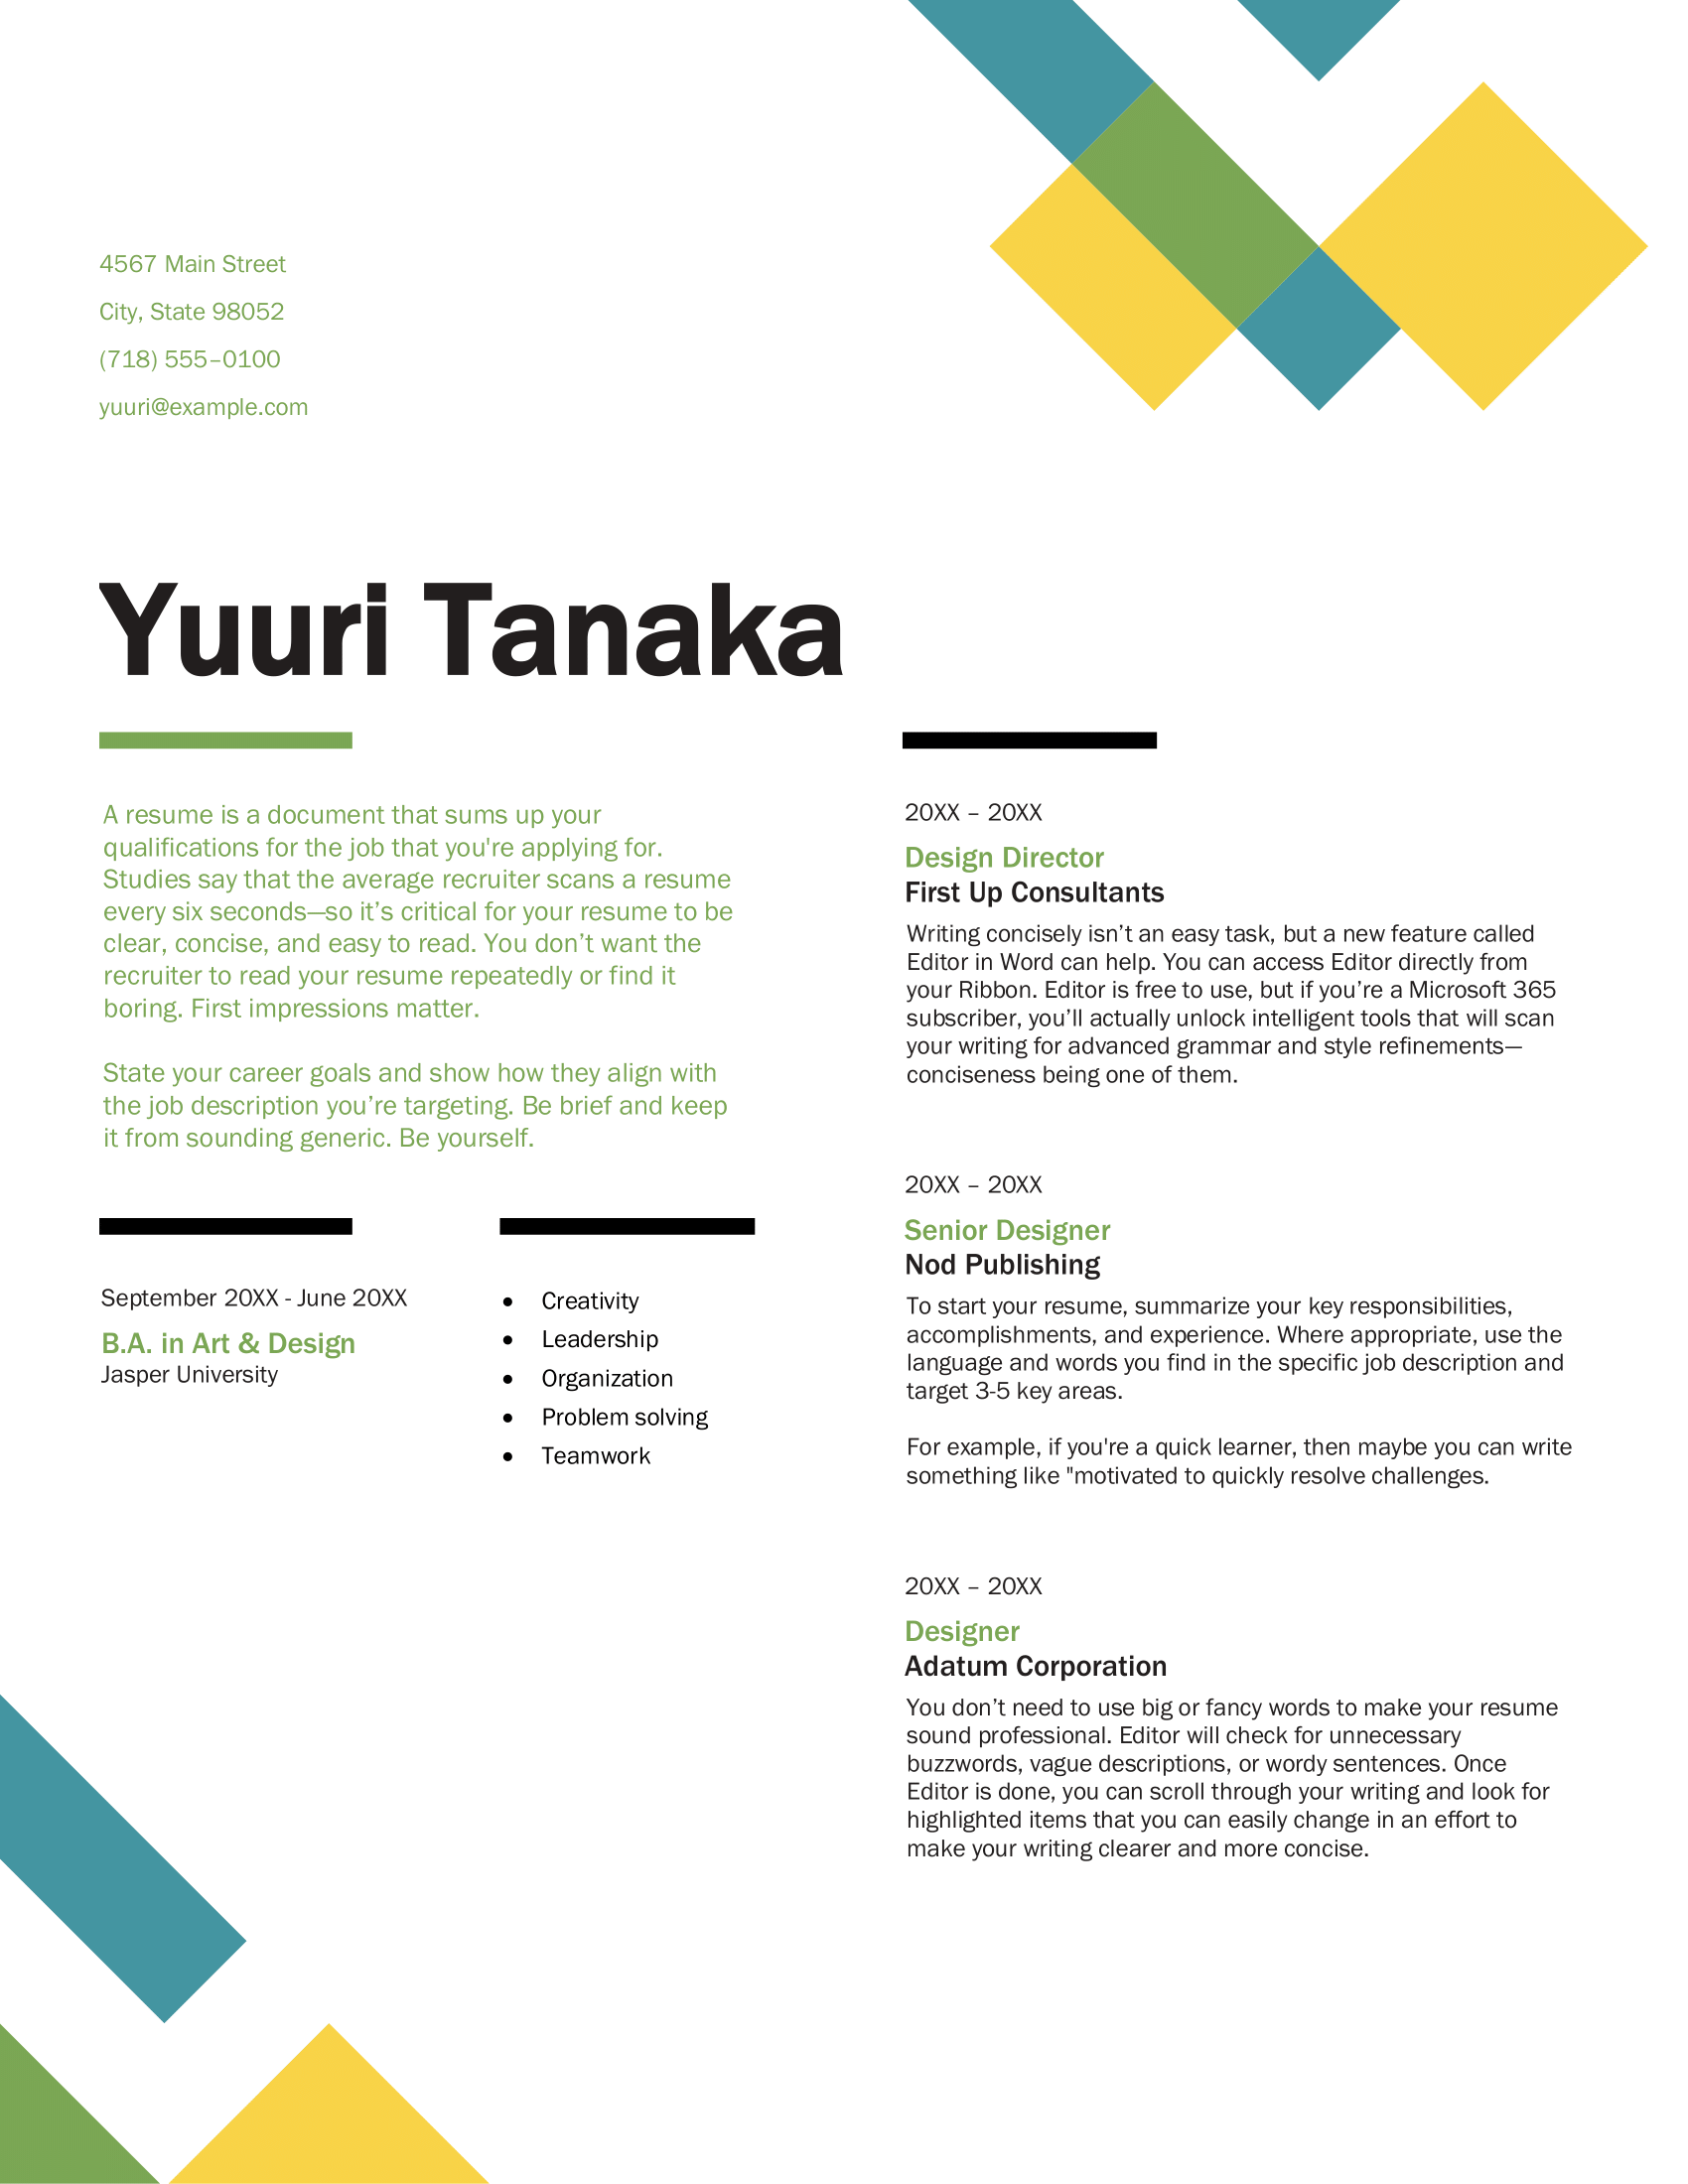 4567 Main Street
City, State 98052
(718) 555–0100
yuuri@example.com
Yuuri Tanaka
A resume is a document that sums up your
qualifications for the job that you're applying for.
Studies say that the average recruiter scans a resume
every six seconds—so it’s critical for your resume to be
clear, concise, and easy to read. You don’t want the
recruiter to read your resume repeatedly or find it
boring. First impressions matter.
State your career goals and show how they align with
the job description you’re targeting. Be brief and keep
it from sounding generic. Be yourself.
September 20XX - June 20XX
B.A. in Art & Design
Jasper University
• Creativity
• Leadership
• Organization
• Problem solving
• Teamwork
20XX – 20XX
Design Director
First Up Consultants
Writing concisely isn’t an easy task, but a new feature called
Editor in Word can help. You can access Editor directly from
your Ribbon. Editor is free to use, but if you’re a Microsoft 365
subscriber, you’ll actually unlock intelligent tools that will scan
your writing for advanced grammar and style refinements—
conciseness being one of them.
20XX – 20XX
Senior Designer
Nod Publishing
To start your resume, summarize your key responsibilities,
accomplishments, and experience. Where appropriate, use the
language and words you find in the specific job description and
target 3-5 key areas.
For example, if you're a quick learner, then maybe you can write
something like "motivated to quickly resolve challenges.
20XX – 20XX
Designer
Adatum Corporation
You don’t need to use big or fancy words to make your resume
sound professional. Editor will check for unnecessary
buzzwords, vague descriptions, or wordy sentences. Once
Editor is done, you can scroll through your writing and look for
highlighted items that you can easily change in an effort to
make your writing clearer and more concise.